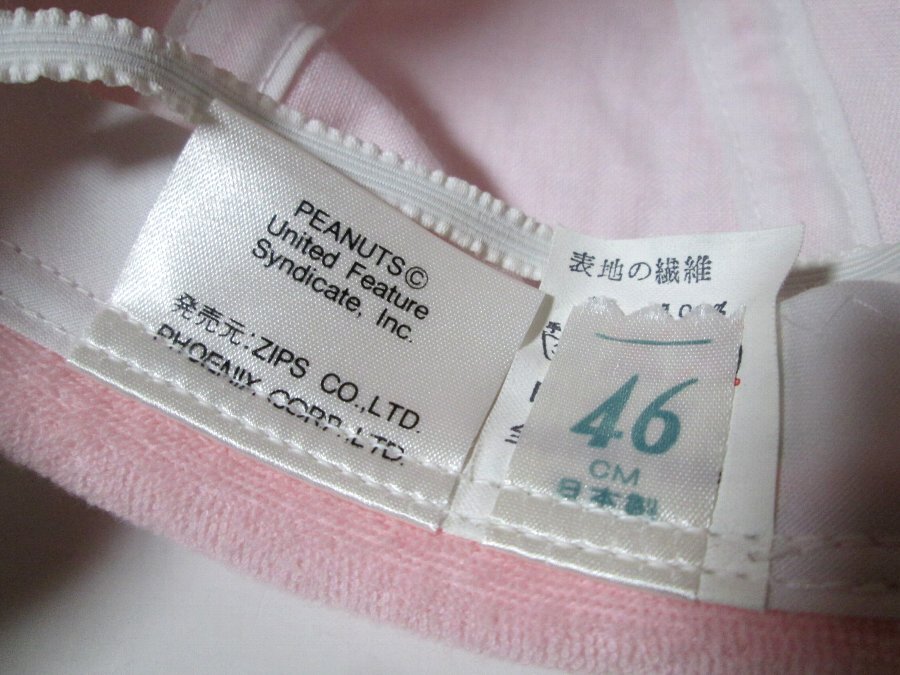 PEANUTS©
United Feature
Syndicate, Inc.
発売元:ZIPS CO.,LTD.
PHOENIX CORP.,LTD.
表地の繊維
46
CM
日本製